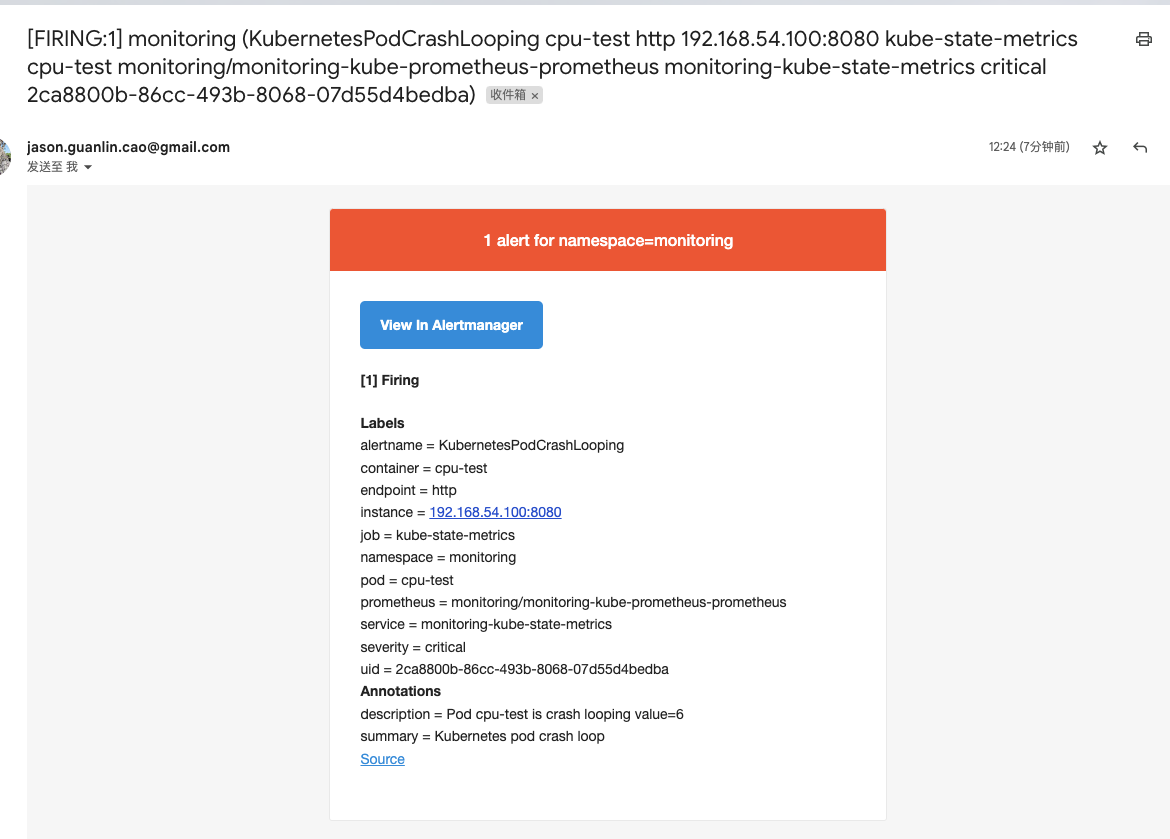 [FIRING:1] monitoring (KubernetesPodCrashLooping cpu-test http 192.168.54.100:8080 kube-state-metrics
cpu-test monitoring/monitoring-kube-prometheus-prometheus monitoring-kube-state-metrics critical
2ca8800b-86cc-493b-8068-07d55d4bedba) 收件箱 ×
jason.guanlin.cao@gmail.com 12:24 (7分钟前)
发送至 我
1 alert for namespace=monitoring
View In Alertmanager
[1] Firing
Labels
alertname = KubernetesPodCrashLooping
container = cpu-test
endpoint = http
instance = 192.168.54.100:8080
job = kube-state-metrics
namespace = monitoring
pod = cpu-test
prometheus = monitoring/monitoring-kube-prometheus-prometheus
service = monitoring-kube-state-metrics
severity = critical
uid = 2ca8800b-86cc-493b-8068-07d55d4bedba
Annotations
description = Pod cpu-test is crash looping value=6
summary = Kubernetes pod crash loop
Source